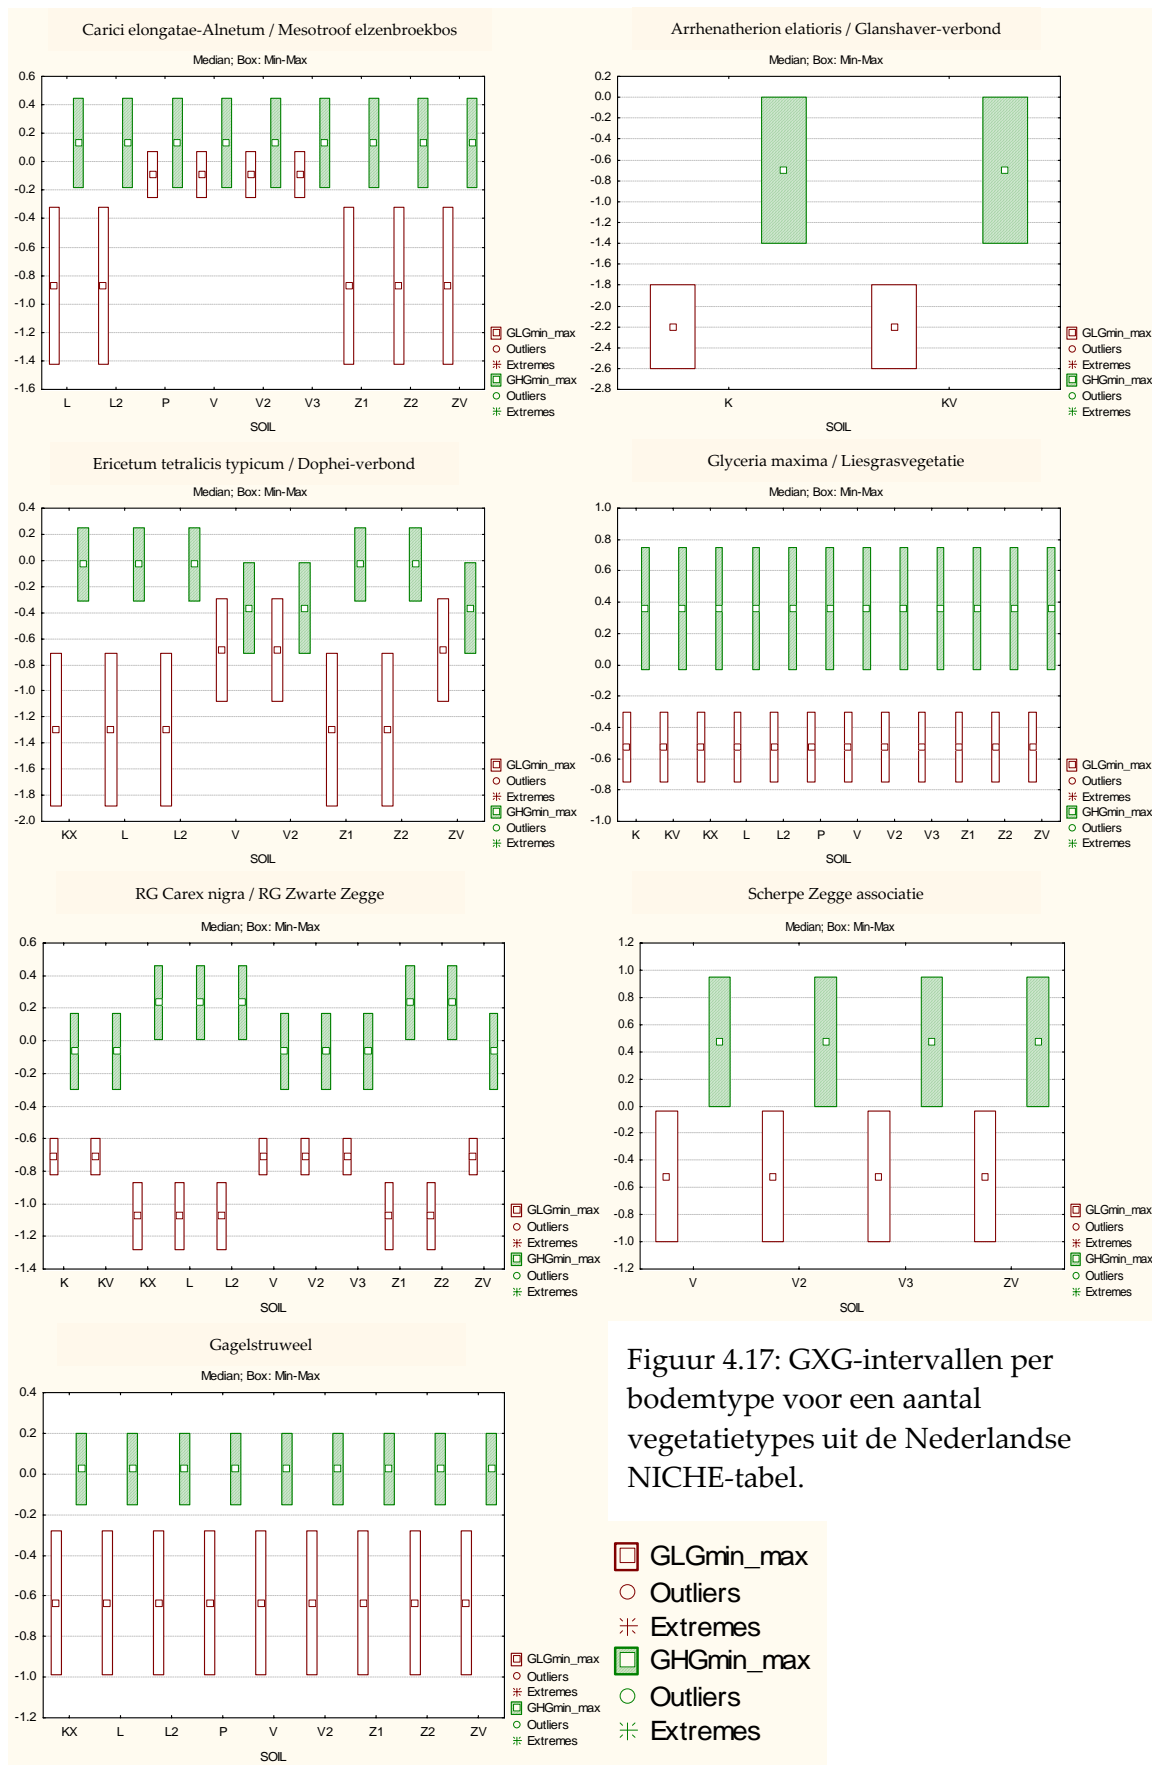 Carici elongatae-Alnetum / Mesotroof elzenbroekbos
Median; Box: Min-Max
0.6
0.4
0.2
0.0
-0.2
-0.4
-0.6
-0.8
-1.0
-1.2
-1.4
-1.6
L L2 P V V2 V3 Z1 Z2 ZV
SOIL
GLGmin_max
Outliers
Extremes
GHGmin_max
Outliers
Extremes
Arrhenatherion elatioris / Glanshaver-verbond
Median; Box: Min-Max
0.2
0.0
-0.2
-0.4
-0.6
-0.8
-1.0
-1.2
-1.4
-1.6
-1.8
-2.0
-2.2
-2.4
-2.6
-2.8
K KV
SOIL
GLGmin_max
Outliers
Extremes
GHGmin_max
Outliers
Extremes
Ericetum tetralicis typicum / Dophei-verbond
Median; Box: Min-Max
0.4
0.2
0.0
-0.2
-0.4
-0.6
-0.8
-1.0
-1.2
-1.4
-1.6
-1.8
-2.0
KX L L2 V V2 Z1 Z2 ZV
SOIL
GLGmin_max
Outliers
Extremes
GHGmin_max
Outliers
Extremes
Glyceria maxima / Liesgrasvegetatie
Median; Box: Min-Max
1.0
0.8
0.6
0.4
0.2
0.0
-0.2
-0.4
-0.6
-0.8
-1.0
K KV KX L L2 P V V2 V3 Z1 Z2 ZV
SOIL
GLGmin_max
Outliers
Extremes
GHGmin_max
Outliers
Extremes
RG Carex nigra / RG Zwarte Zegge
Median; Box: Min-Max
0.6
0.4
0.2
0.0
-0.2
-0.4
-0.6
-0.8
-1.0
-1.2
-1.4
K KV KX L L2 V V2 V3 Z1 Z2 ZV
SOIL
GLGmin_max
Outliers
Extremes
GHGmin_max
Outliers
Extremes
Scherpe Zegge associatie
Median; Box: Min-Max
1.2
1.0
0.8
0.6
0.4
0.2
0.0
-0.2
-0.4
-0.6
-0.8
-1.0
-1.2
V V2 V3 ZV
SOIL
GLGmin_max
Outliers
Extremes
GHGmin_max
Outliers
Extremes
Gagelstruweel
Median; Box: Min-Max
0.4
0.2
0.0
-0.2
-0.4
-0.6
-0.8
-1.0
-1.2
KX L L2 P V V2 Z1 Z2 ZV
SOIL
GLGmin_max
Outliers
Extremes
GHGmin_max
Outliers
Extremes
Figuur 4.17: GXG-intervallen per
bodemtype voor een aantal
vegetatietypes uit de Nederlandse
NICHE-tabel.
GLGmin_max
Outliers
Extremes
GHGmin_max
Outliers
Extremes